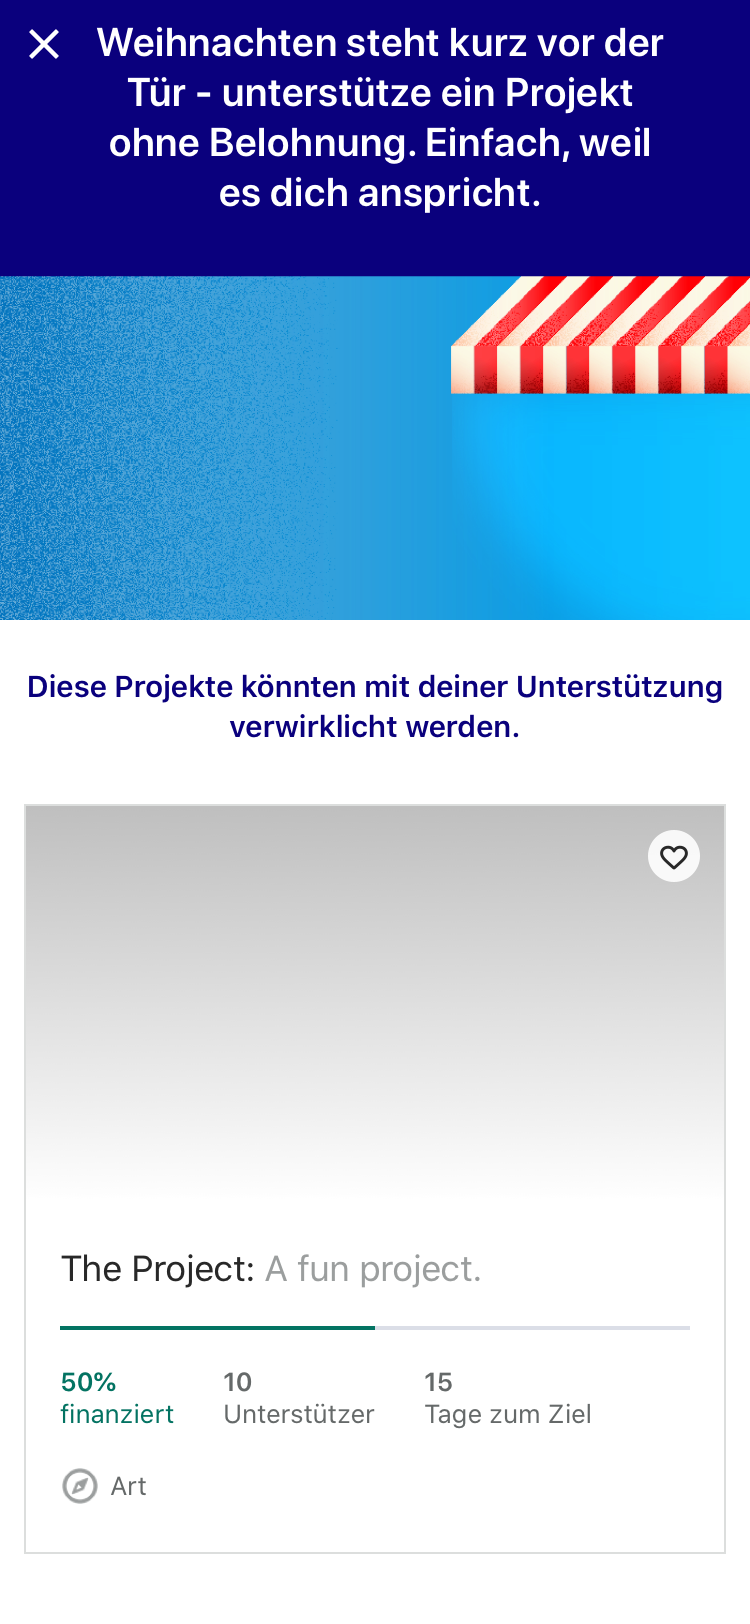 Weihnachten steht kurz vor der
Tür - unterstütze ein Projekt
ohne Belohnung. Einfach, weil
es dich anspricht.
Diese Projekte könnten mit deiner Unterstützung
verwirklicht werden.
The Project: A fun project.
50% 10 15
finanziert Unterstützer Tage zum Ziel
Art